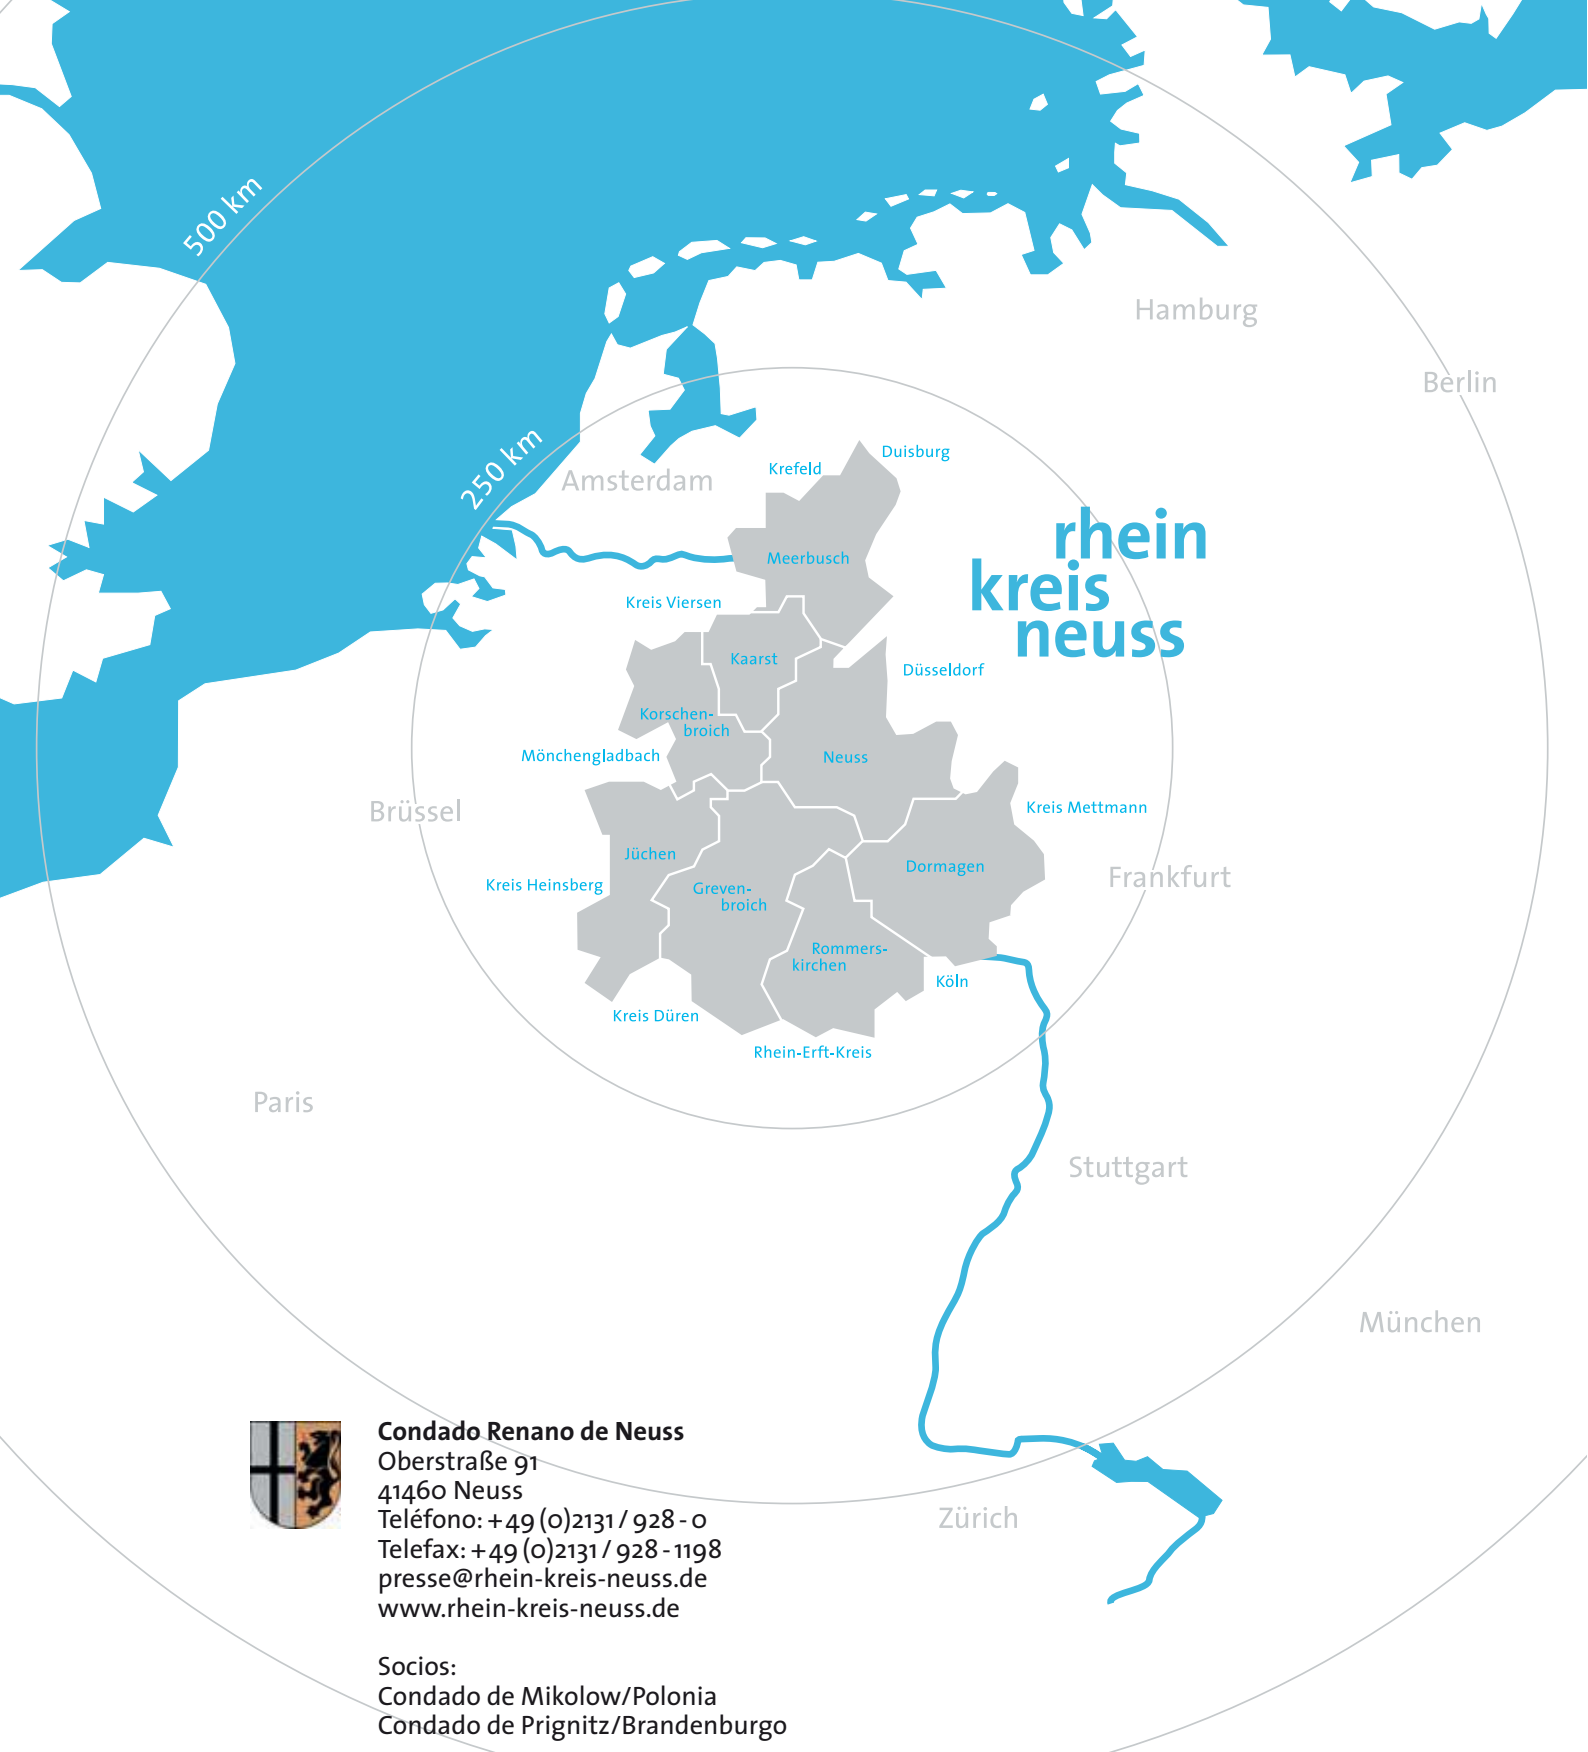 500 km
Hamburg
Berlin
250 km
Amsterdam
Krefeld
Duisburg
rhein
kreis
neuss
Meerbusch
Kreis Viersen
Kaarst
Düsseldorf
Korschen-
broich
Mönchengladbach
Neuss
Brüssel
Kreis Mettmann
Jüchen
Dormagen
Frankfurt
Kreis Heinsberg
Greven-
broich
Rommers-
kirchen
Köln
Kreis Düren
Rhein-Erft-Kreis
Paris
Stuttgart
München
Zürich
Condado Renano de Neuss
Oberstraße 91
41460 Neuss
Teléfono: +49 (0)2131 / 928 - 0
Telefax: +49 (0)2131 / 928 - 1198
presse@rhein-kreis-neuss.de
www.rhein-kreis-neuss.de
Socios:
Condado de Mikolow/Polonia
Condado de Prignitz/Brandenburgo